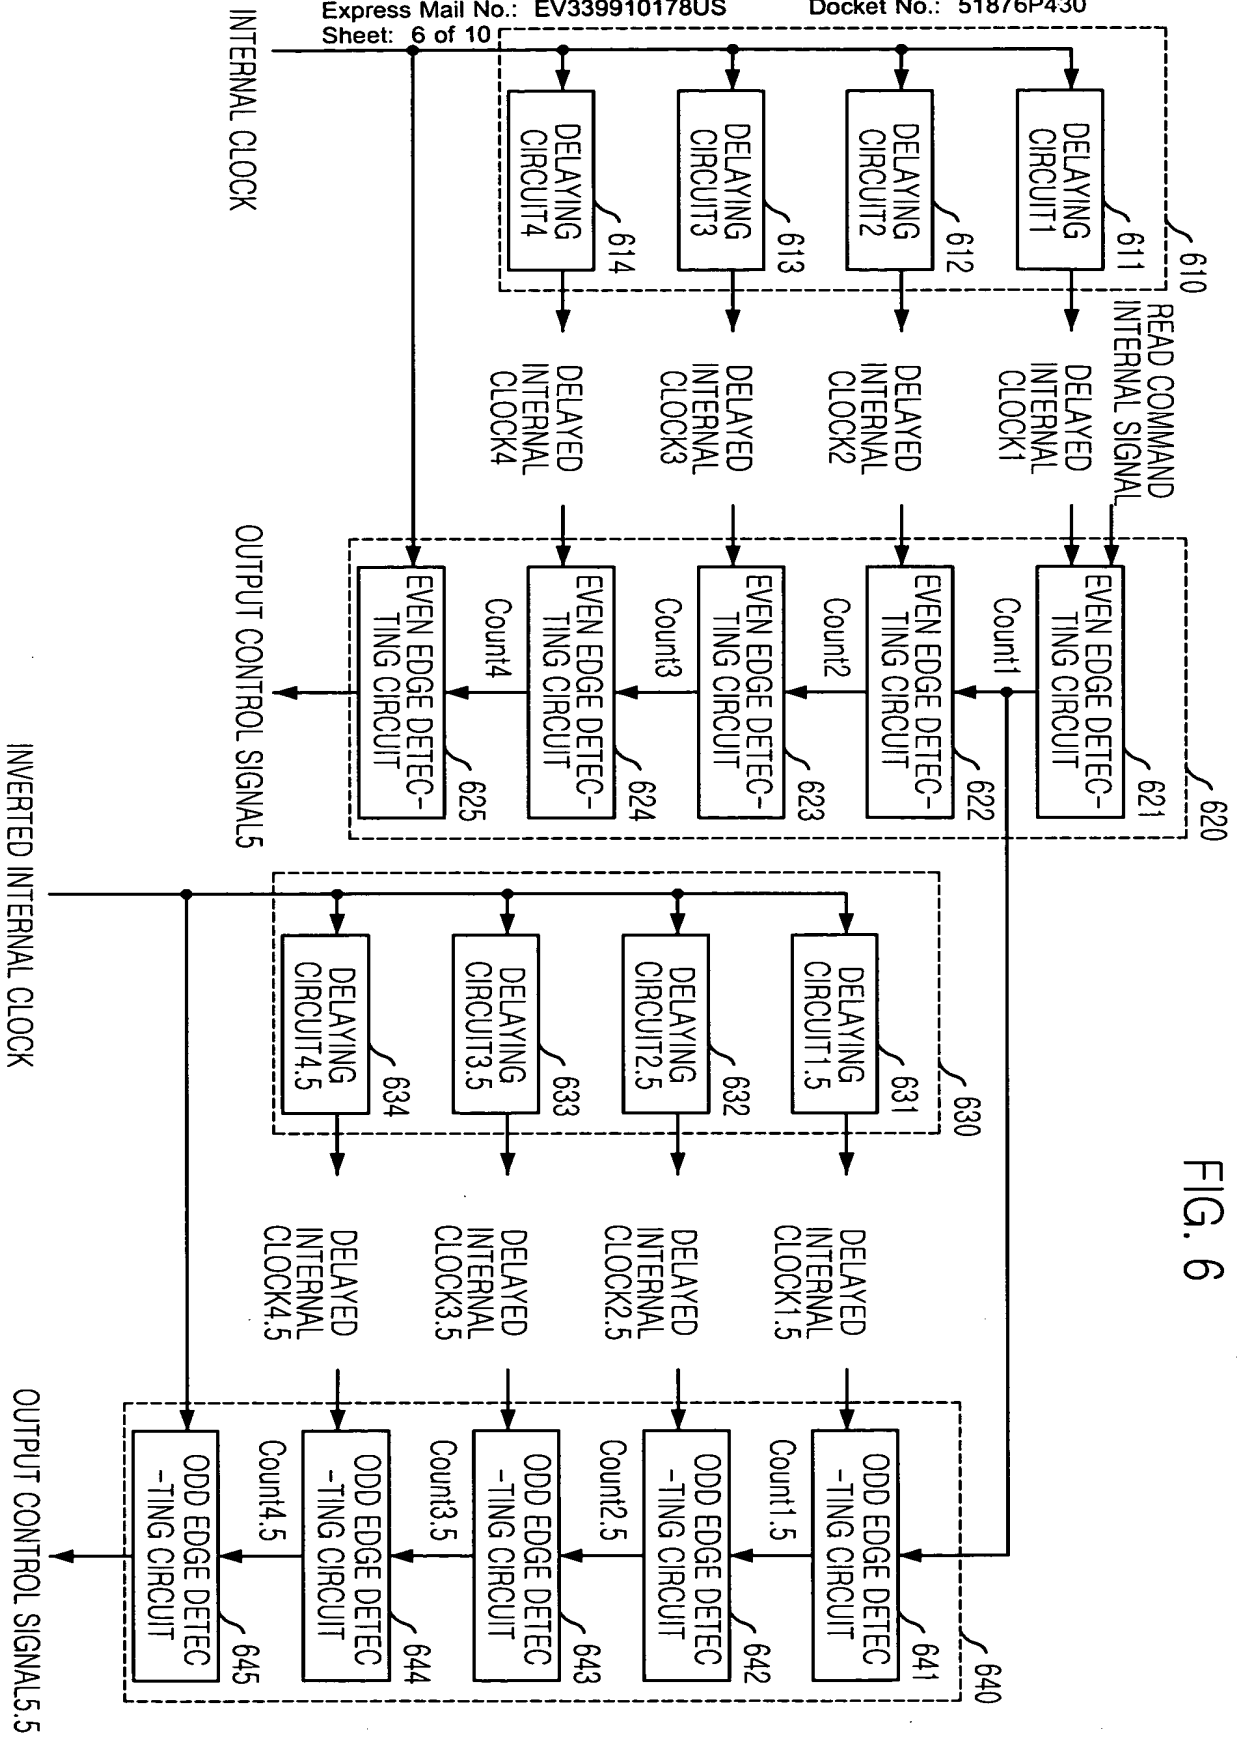 Express Mail No.: EV339910178US Docket No.: 51876P430
Sheet: 6 of 10
FIG. 6
610
DELAYING
CIRCUIT1
611
DELAYING
CIRCUIT2
612
DELAYING
CIRCUIT3
613
DELAYING
CIRCUIT4
614
INTERNAL CLOCK
READ COMMAND
INTERNAL SIGNAL
DELAYED
INTERNAL
CLOCK1
DELAYED
INTERNAL
CLOCK2
DELAYED
INTERNAL
CLOCK3
DELAYED
INTERNAL
CLOCK4
620
EVEN EDGE DETEC-
TING CIRCUIT
621
Count1
EVEN EDGE DETEC-
TING CIRCUIT
622
Count2
EVEN EDGE DETEC-
TING CIRCUIT
623
Count3
EVEN EDGE DETEC-
TING CIRCUIT
624
Count4
EVEN EDGE DETEC-
TING CIRCUIT
625
OUTPUT CONTROL SIGNAL5
630
DELAYING
CIRCUIT1.5
631
DELAYING
CIRCUIT2.5
632
DELAYING
CIRCUIT3.5
633
DELAYING
CIRCUIT4.5
634
INVERTED INTERNAL CLOCK
DELAYED
INTERNAL
CLOCK1.5
DELAYED
INTERNAL
CLOCK2.5
DELAYED
INTERNAL
CLOCK3.5
DELAYED
INTERNAL
CLOCK4.5
640
ODD EDGE DETEC
-TING CIRCUIT
641
Count1.5
ODD EDGE DETEC
-TING CIRCUIT
642
Count2.5
ODD EDGE DETEC
-TING CIRCUIT
643
Count3.5
ODD EDGE DETEC
-TING CIRCUIT
644
Count4.5
ODD EDGE DETEC
-TING CIRCUIT
645
OUTPUT CONTROL SIGNAL5.5